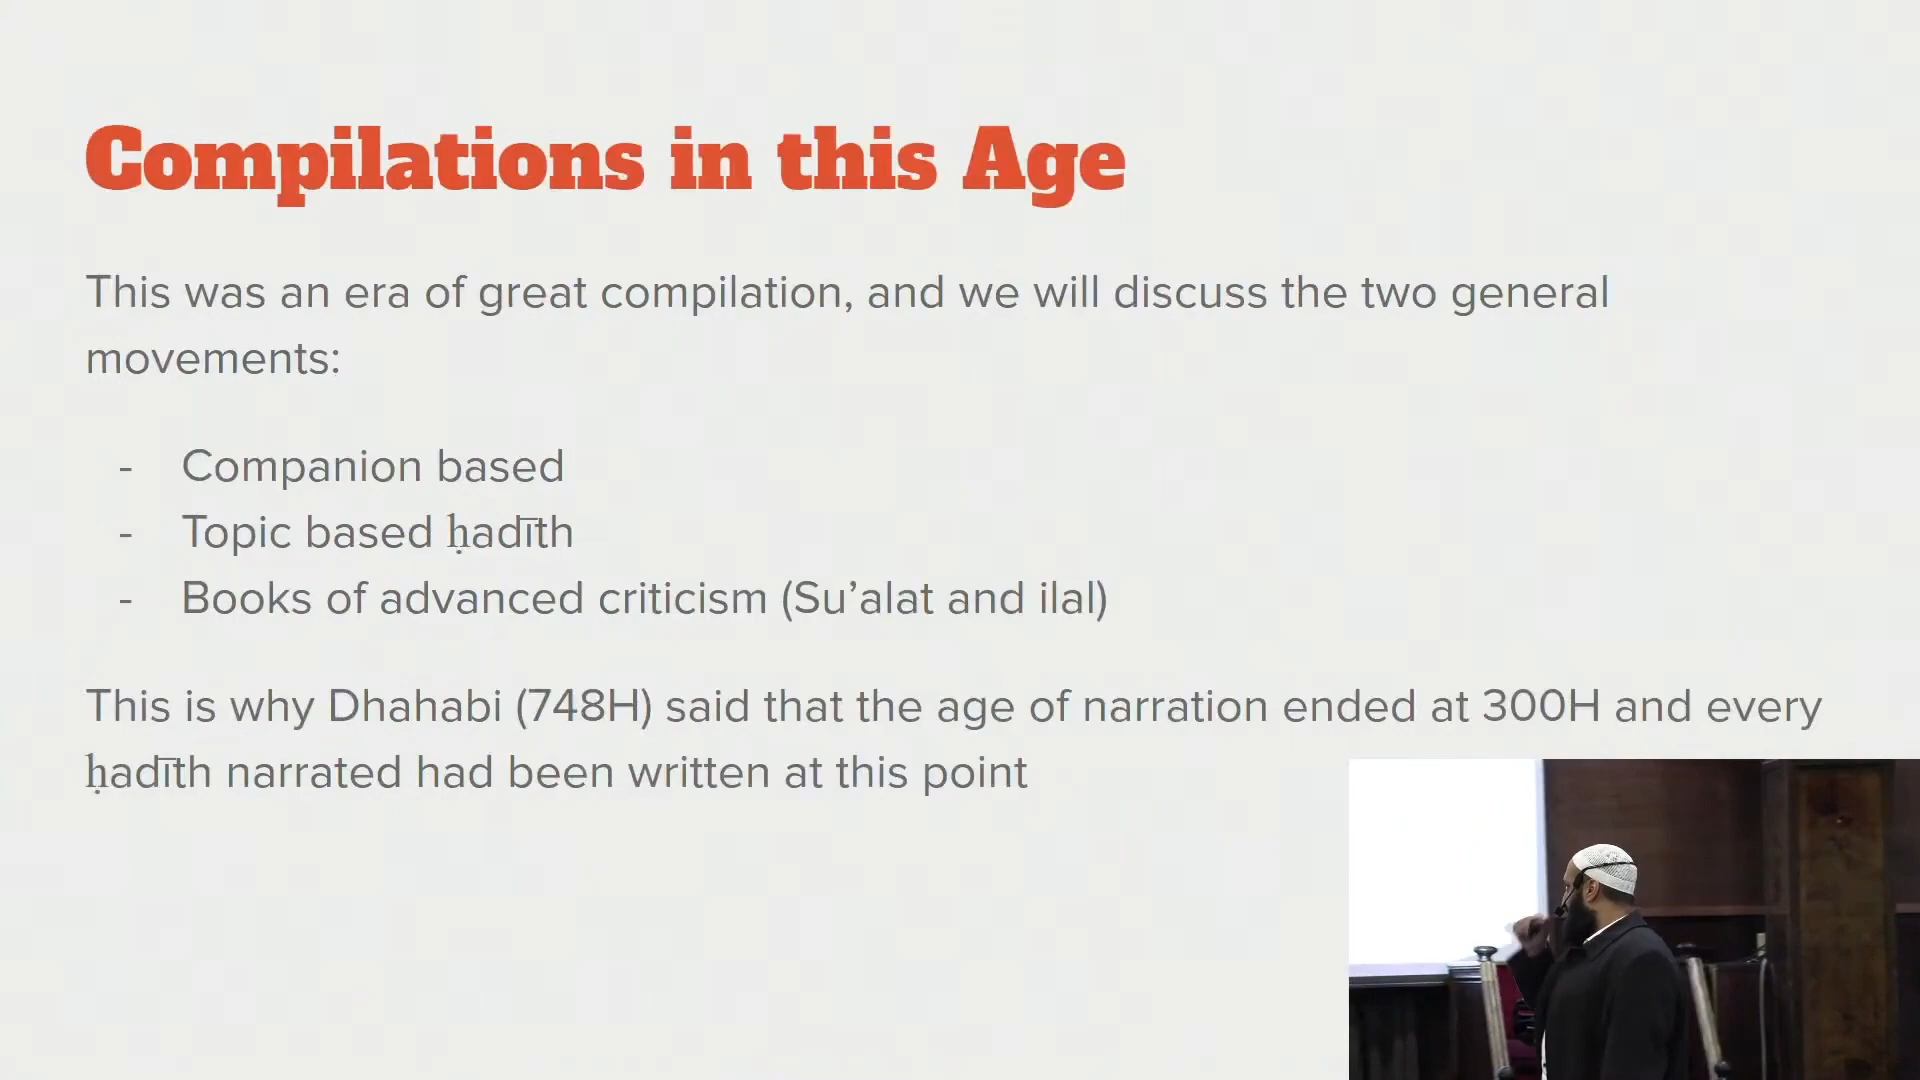 Compilations in this Age
This was an era of great compilation, and we will discuss the two general
movements:
- Companion based
- Topic based ḥadīth
- Books of advanced criticism (Su’alat and ilal)
This is why Dhahabi (748H) said that the age of narration ended at 300H and every
ḥadīth narrated had been written at this point